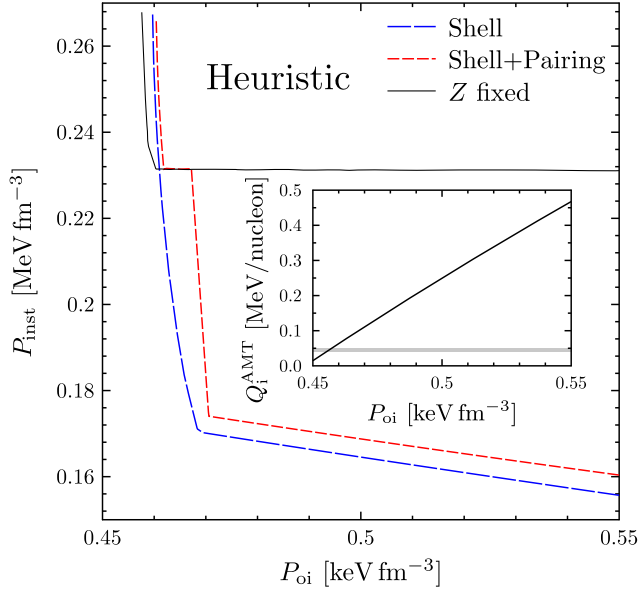 0.26
0.24
0.22
0.2
0.18
0.16
P_inst [MeV fm⁻³]
Shell
Shell+Pairing
Z fixed
Heuristic
0.5
0.4
0.3
0.2
0.1
0.0
Q_i^AMT [MeV/nucleon]
0.45 0.5 0.55
P_oi [keV fm⁻³]
0.45 0.5 0.55
P_oi [keV fm⁻³]